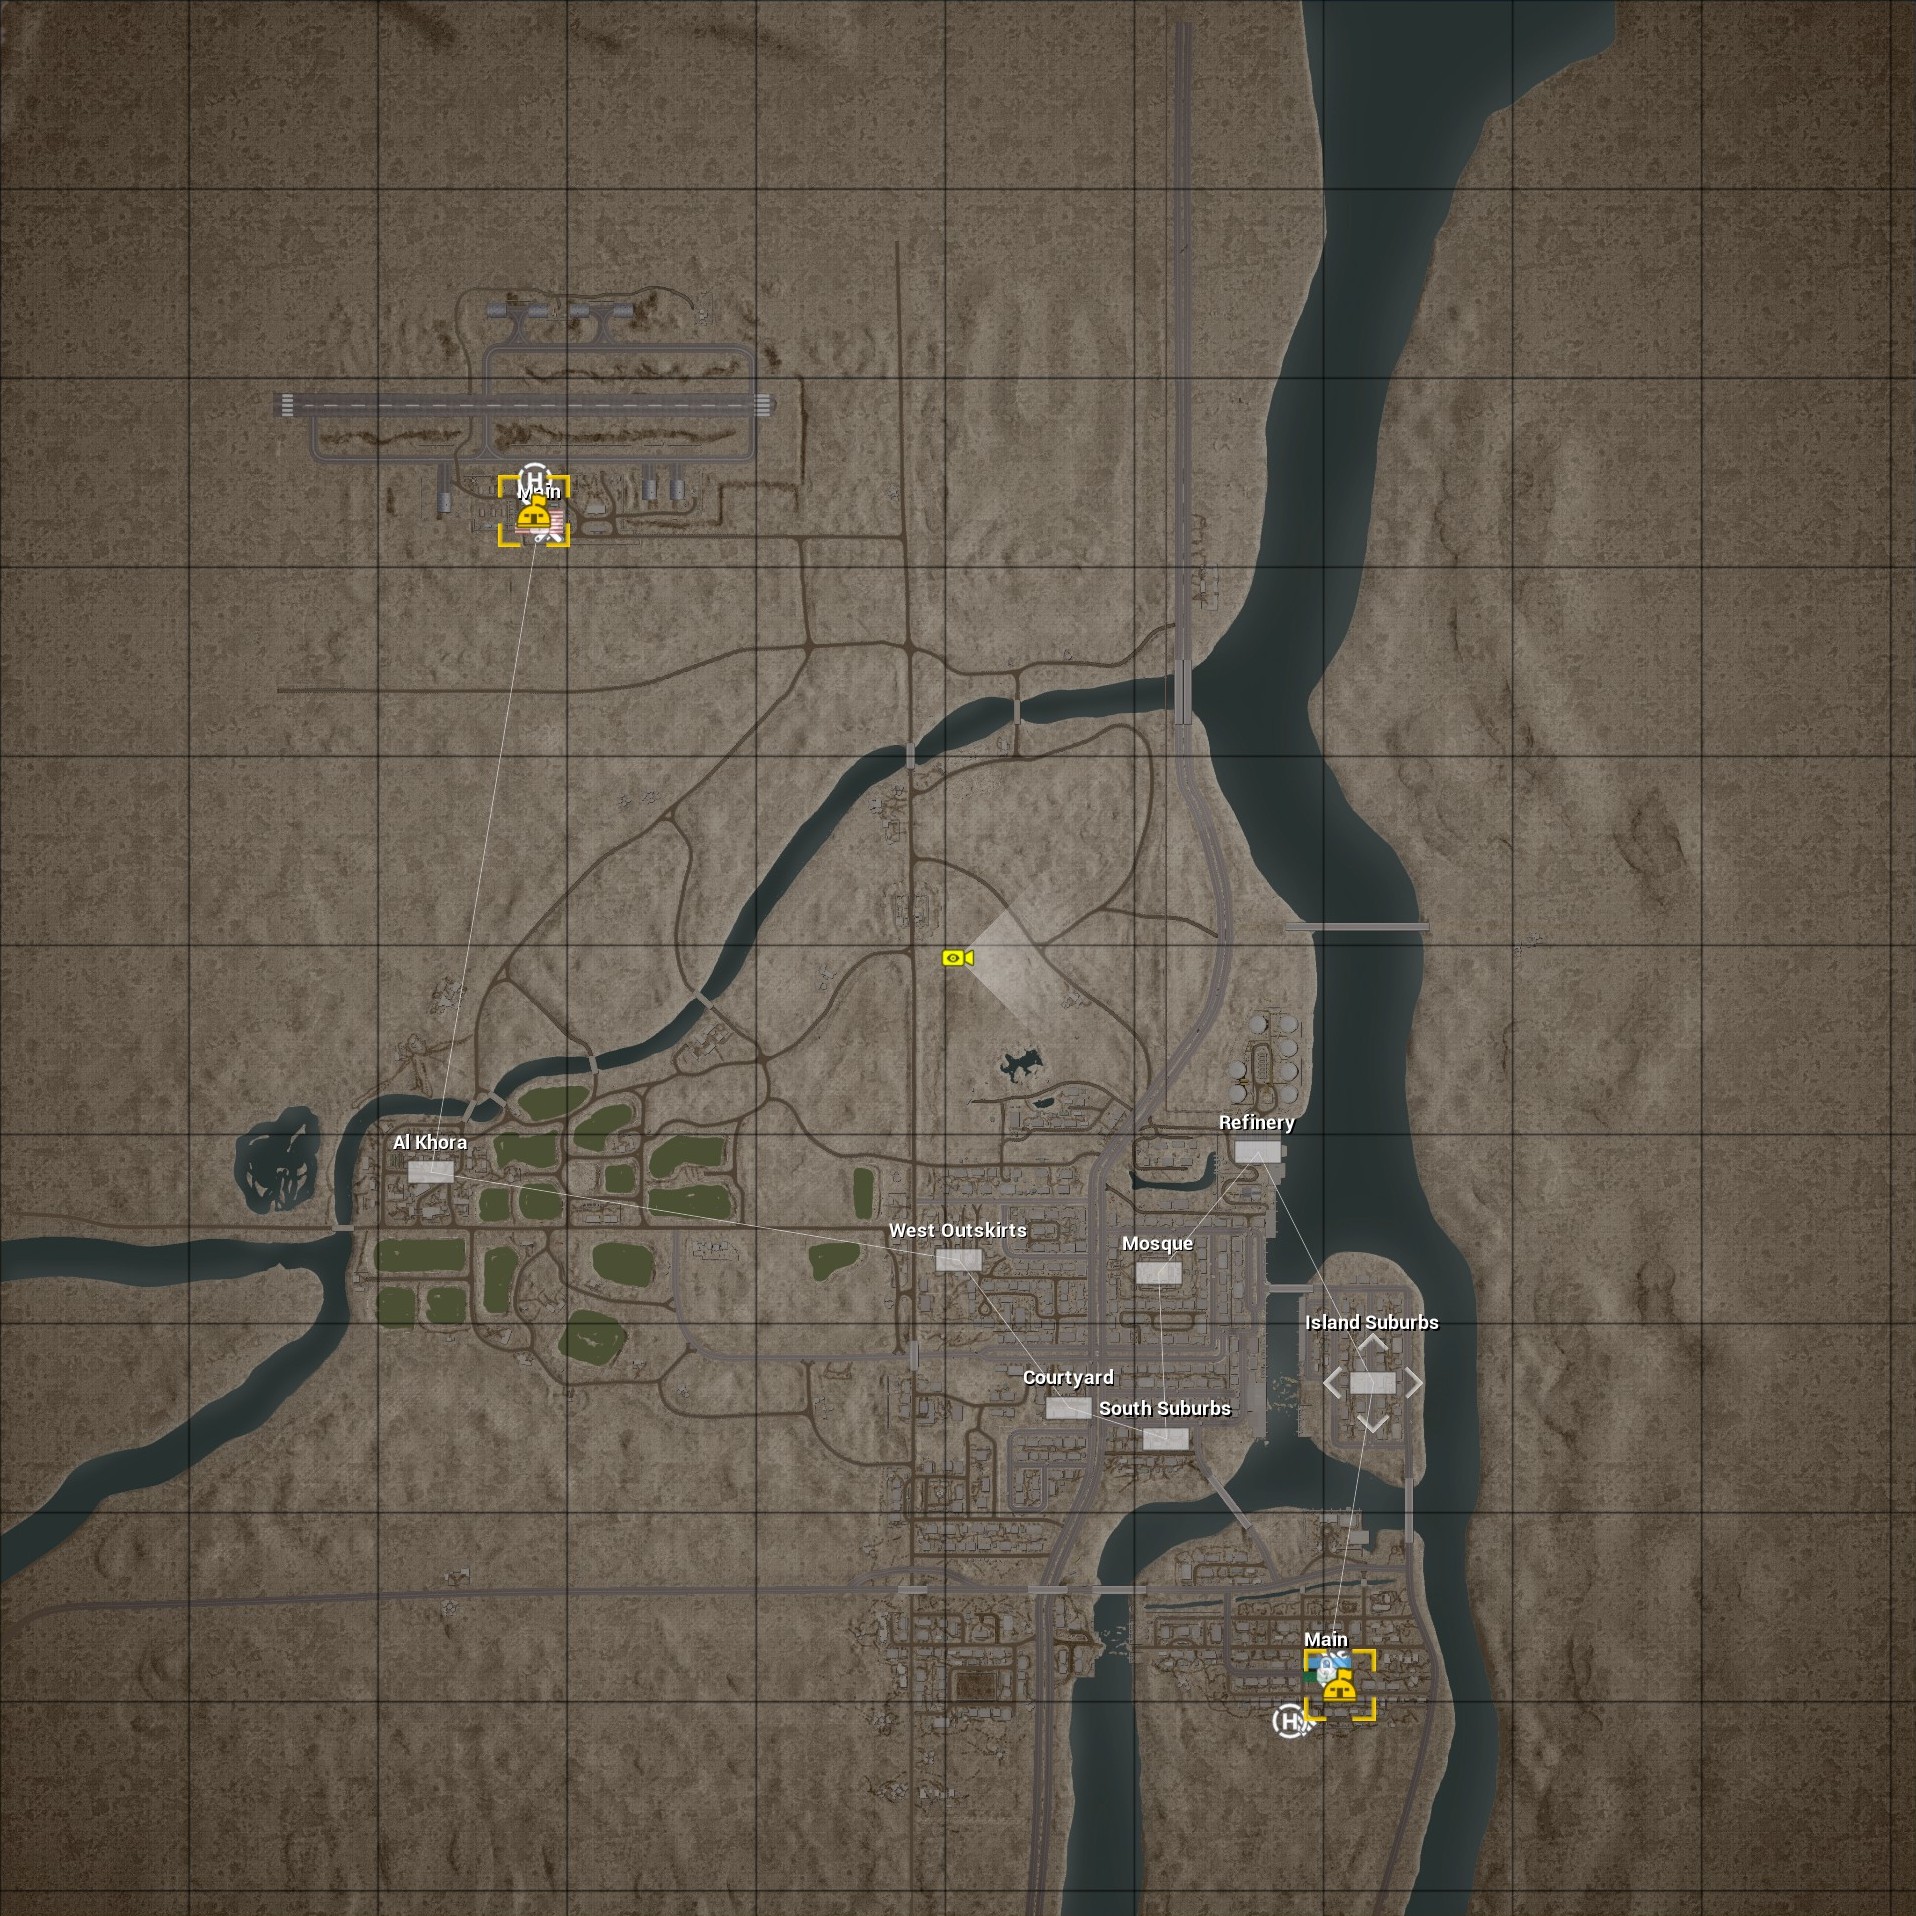 Main
Refinery
Al Khora
West Outskirts
Mosque
Island Suburbs
Courtyard
South Suburbs
Main